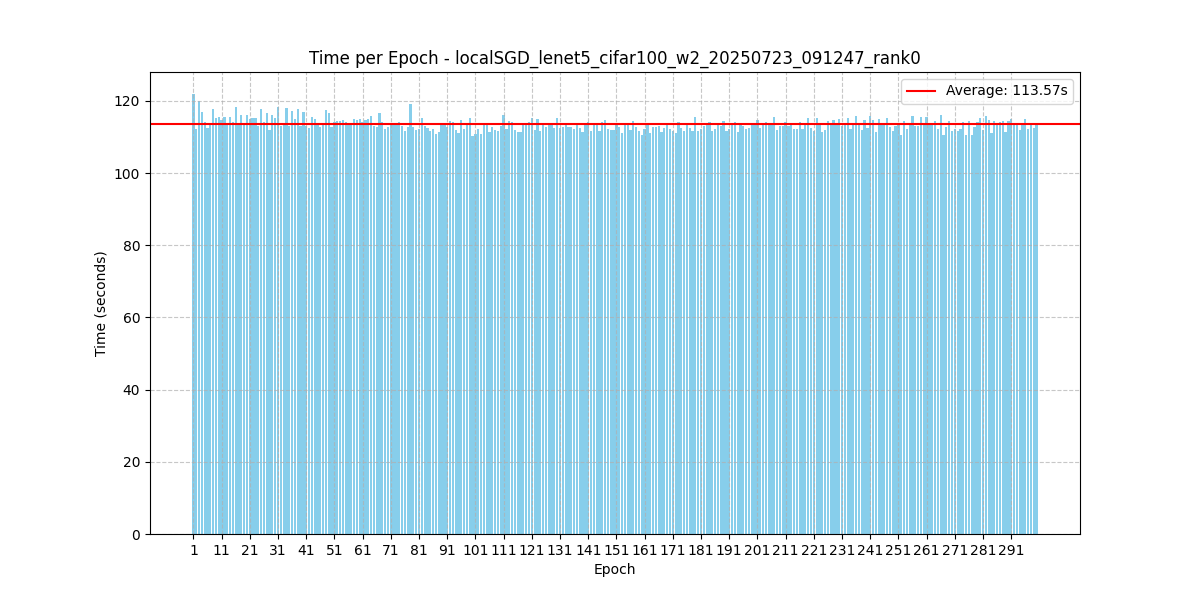 Time per Epoch - localSGD_lenet5_cifar100_w2_20250723_091247_rank0
Average: 113.57s
120
100
80
60
40
20
0
Time (seconds)
1 11 21 31 41 51 61 71 81 91 101 111 121 131 141 151 161 171 181 191 201 211 221 231 241 251 261 271 281 291
Epoch